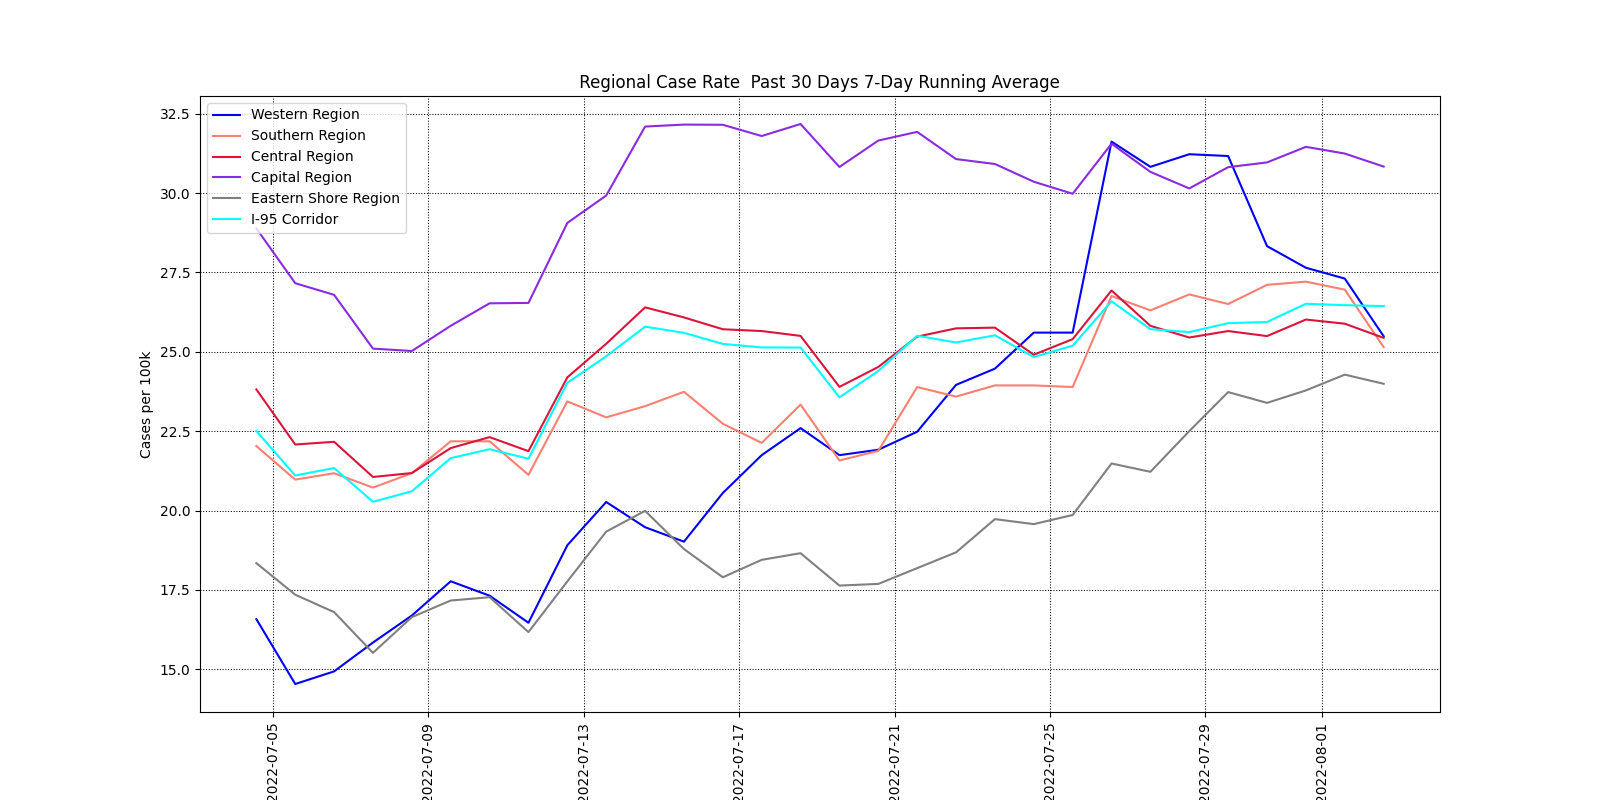 Regional Case Rate  Past 30 Days 7-Day Running Average
Western Region
Southern Region
Central Region
Capital Region
Eastern Shore Region
I-95 Corridor
Cases per 100k
32.5
30.0
27.5
25.0
22.5
20.0
17.5
15.0
2022-07-05
2022-07-09
2022-07-13
2022-07-17
2022-07-21
2022-07-25
2022-07-29
2022-08-01